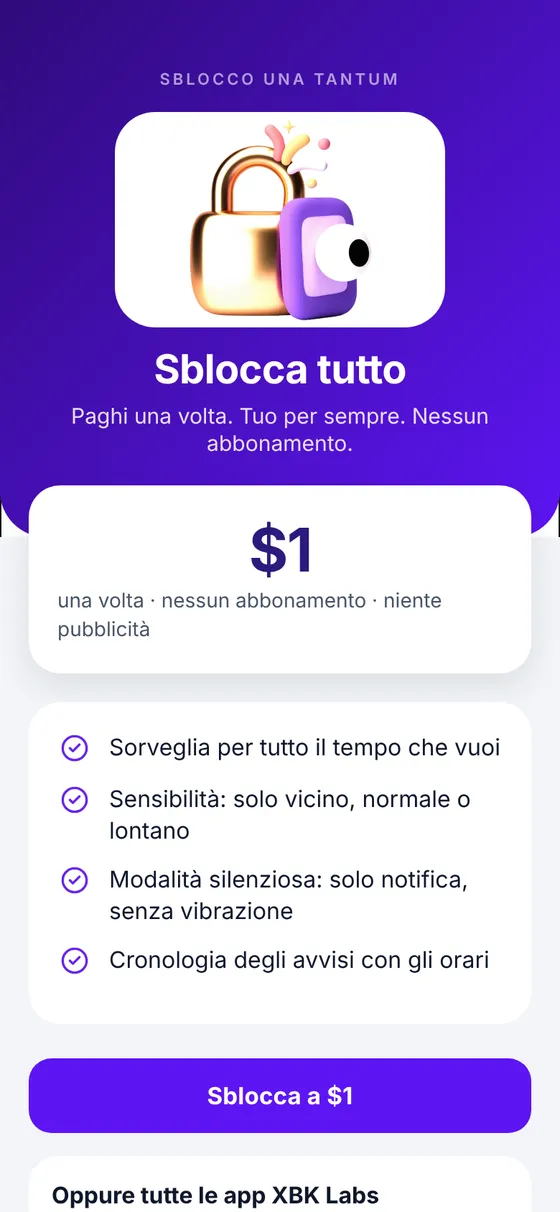 SBLOCCO UNA TANTUM
Sblocca tutto
Paghi una volta. Tuo per sempre. Nessun
abbonamento.
$1
una volta · nessun abbonamento · niente
pubblicità
Sorveglia per tutto il tempo che vuoi
Sensibilità: solo vicino, normale o
lontano
Modalità silenziosa: solo notifica,
senza vibrazione
Cronologia degli avvisi con gli orari
Sblocca a $1
Oppure tutte le app XBK Labs